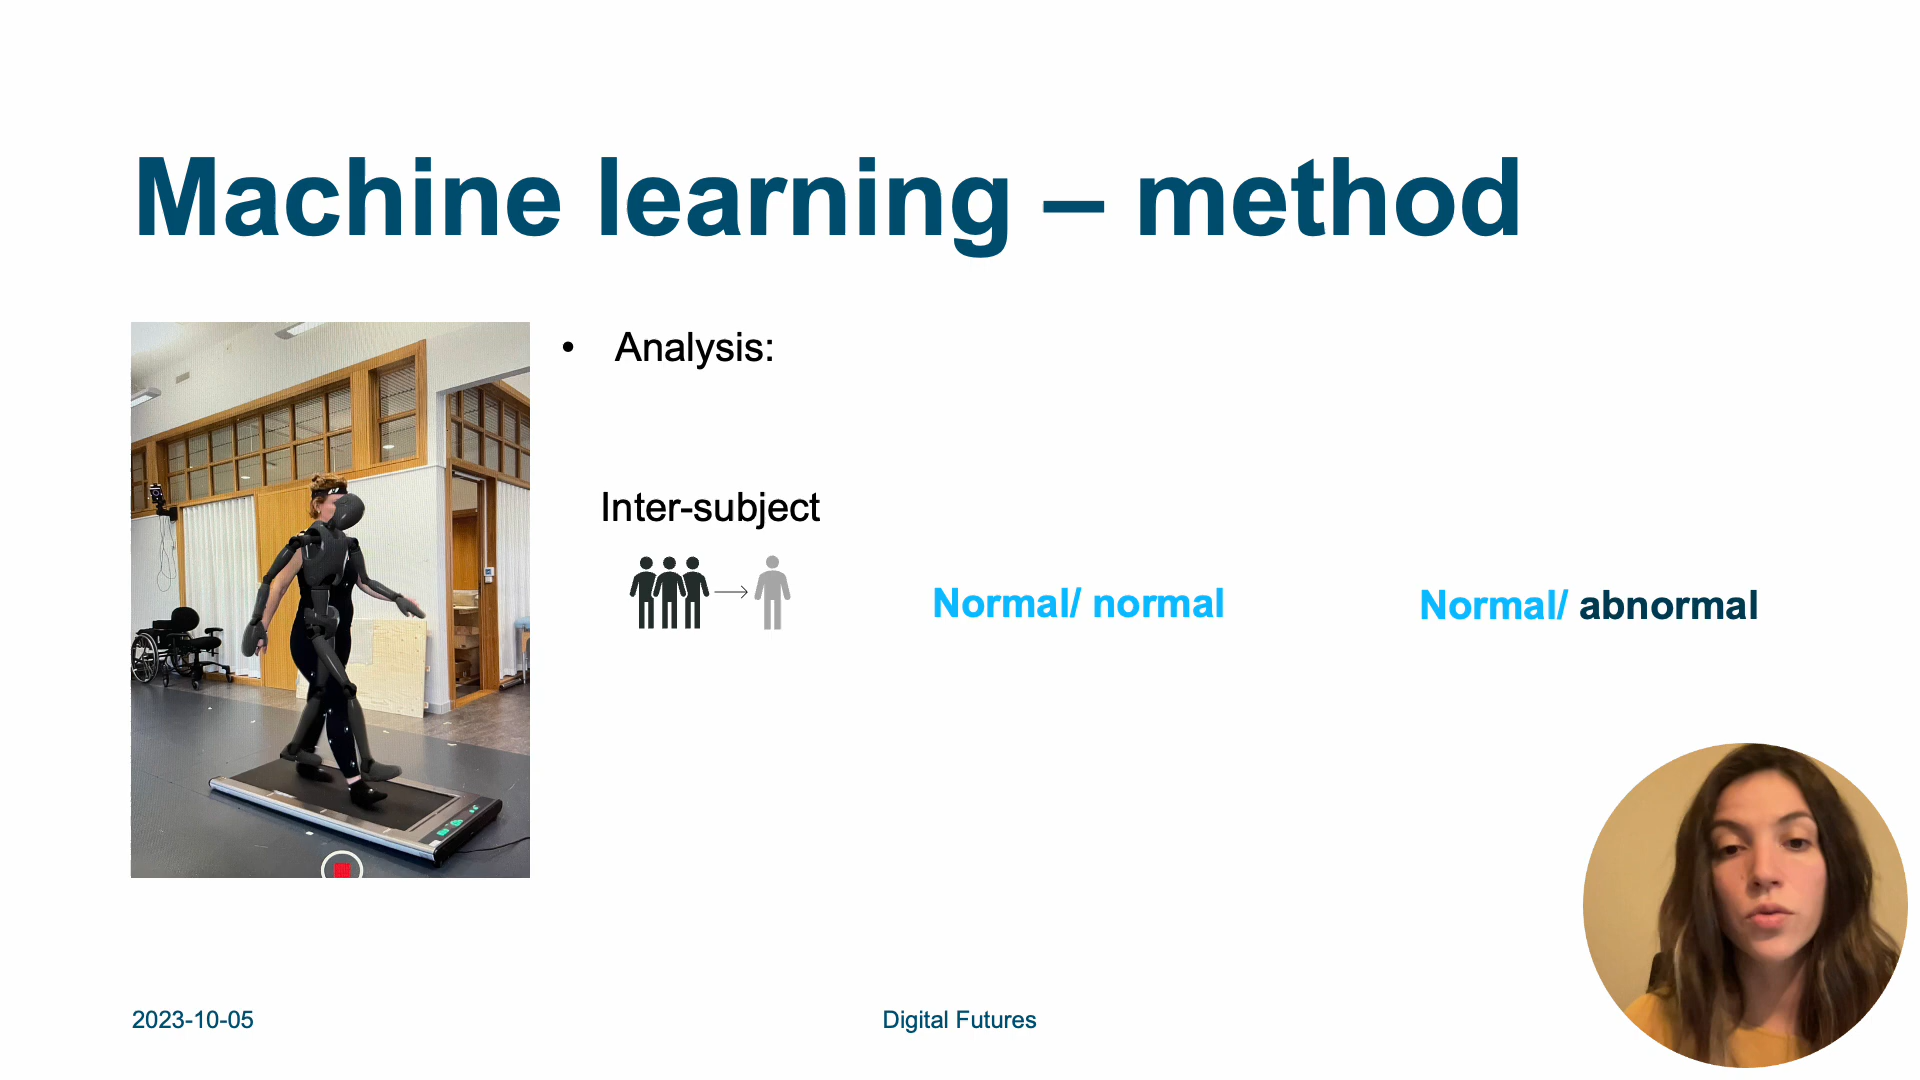 Machine learning – method
• Analysis:
Inter-subject
Normal/ normal
Normal/ abnormal
2023-10-05
Digital Futures